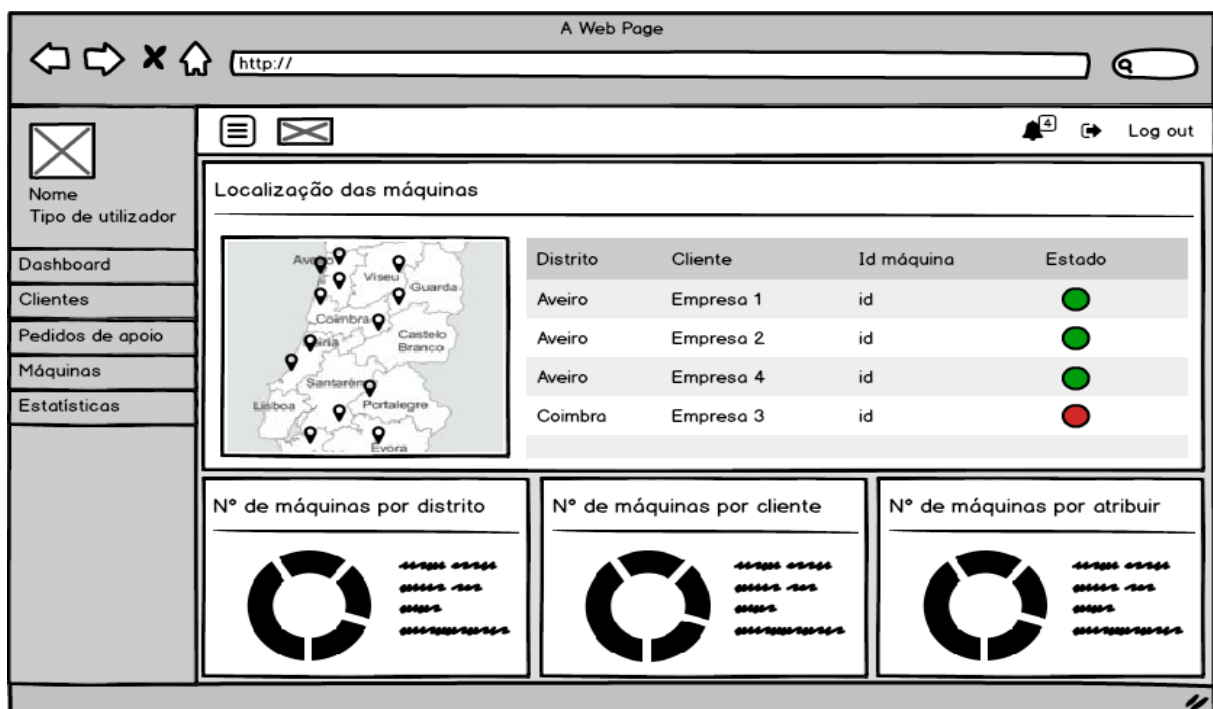 A Web Page
http://
4
Log out
Nome
Tipo de utilizador
Dashboard
Clientes
Pedidos de apoio
Máquinas
Estatísticas
Localização das máquinas
Viseu
Guarda
Coimbra
Castelo
Branco
Santarém
Lisboa
Portalegre
Évora
Distrito Cliente Id máquina Estado
Aveiro Empresa 1 id
Aveiro Empresa 2 id
Aveiro Empresa 4 id
Coimbra Empresa 3 id
Nº de máquinas por distrito
Nº de máquinas por cliente
Nº de máquinas por atribuir